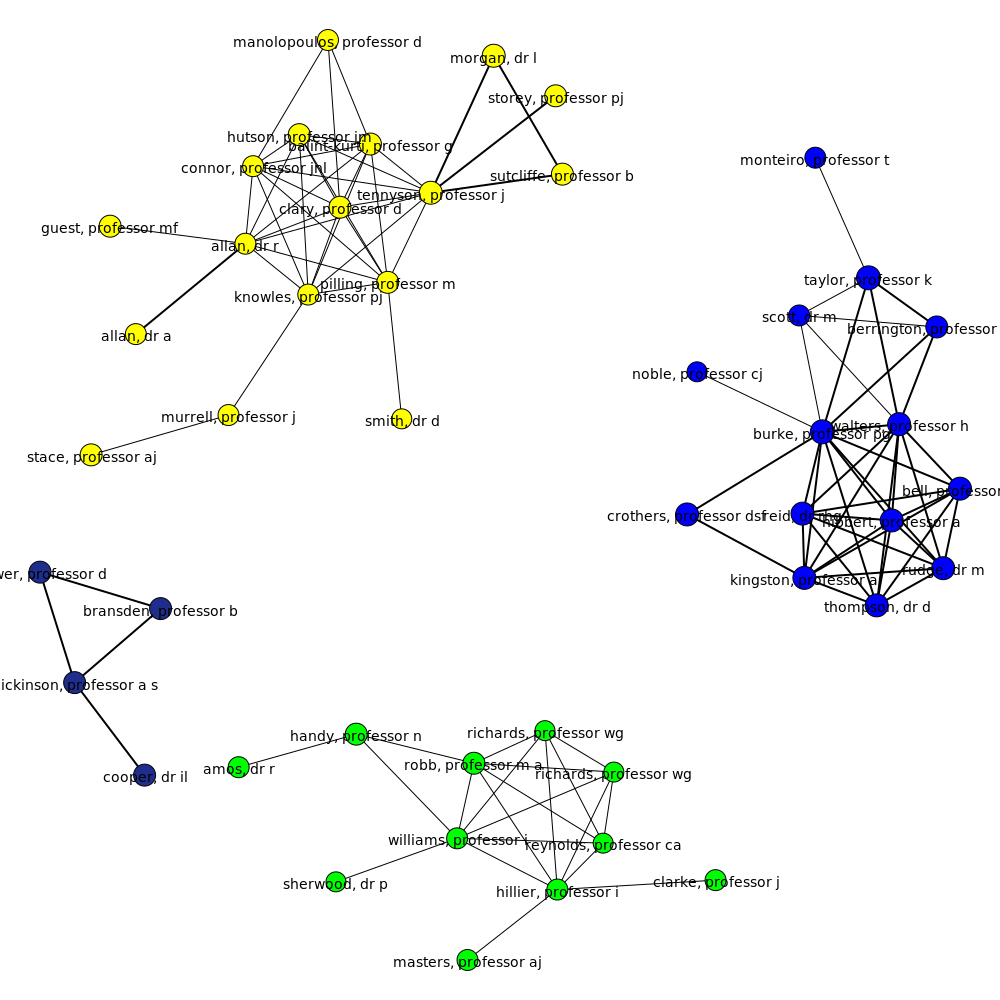 manolopoulos, professor d
morgan, dr l
storey, professor pj
hutson, professor jm
balint-kurti, professor g
monteiro, professor t
connor, professor jnl
sutcliffe, professor b
tennyson, professor j
clary, professor d
guest, professor mf
allan, dr r
taylor, professor k
pilling, professor m
knowles, professor pj
scott, dr m
berrington, professor
allan, dr a
noble, professor cj
murrell, professor j
smith, dr d
walters, professor h
burke, professor pg
stace, professor aj
bell, professor
crothers, professor dsf
reid, dr
hibbert, professor a
rudge, dr m
wer, professor d
kingston, professor a
bransden, professor b
thompson, dr d
ickinson, professor a s
richards, professor wg
handy, professor n
robb, professor m a
amos, dr r
richards, professor wg
cooper, dr il
williams, professor i
reynolds, professor ca
sherwood, dr p
clarke, professor j
hillier, professor i
masters, professor aj